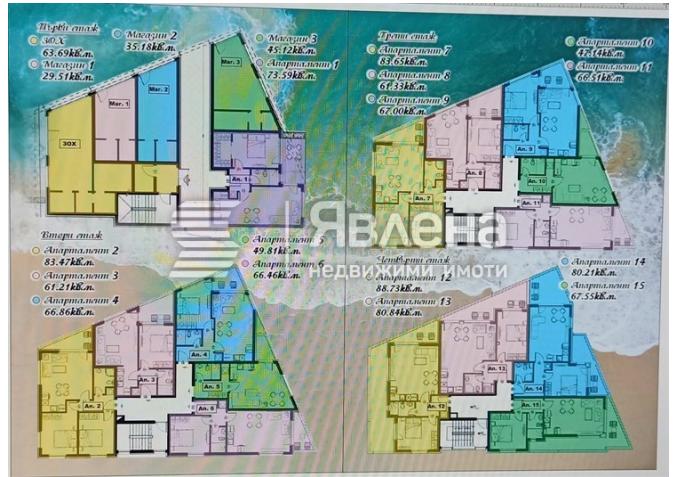 Първи етаж
ЗОХ
63.69кв.м.
Магазин 1
29.51кв.м.
Магазин 2
35.18кв.м.
Магазин 3
45.12кв.м.
Апартамент 1
73.59кв.м.
Маг. 1
Маг. 2
Маг. 3
ЗОХ
Ап. 1
Трети етаж
Апартамент 7
83.65кв.м.
Апартамент 8
61.33кв.м.
Апартамент 9
67.00кв.м.
Апартамент 10
Апартамент 11
66.51кв.м.
Ап. 7
Ап. 8
Ап. 9
Ап. 10
Ап. 11
Явлена
недвижими имоти
Втори етаж
Апартамент 2
83.47кв.м.
Апартамент 3
61.21кв.м.
Апартамент 4
66.86кв.м.
Апартамент 5
49.81кв.м.
Апартамент 6
66.46кв.м.
Ап. 2
Ап. 3
Ап. 4
Ап. 5
Ап. 6
Четвърти етаж
Апартамент 12
88.73кв.м.
Апартамент 13
80.84кв.м.
Апартамент 14
80.21кв.м.
Апартамент 15
67.55кв.м.
Ап. 12
Ап. 13
Ап. 14
Ап. 15